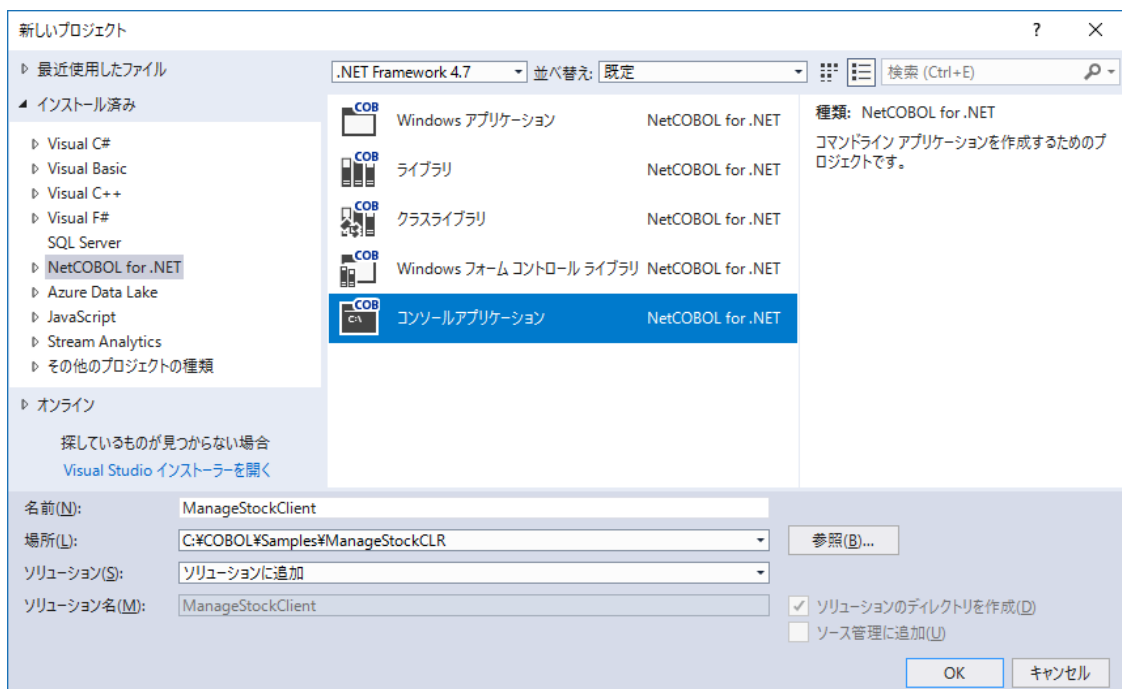 新しいプロジェクト
? ×
最近使用したファイル
.NET Framework 4.7 並べ替え: 既定
検索 (Ctrl+E)
インストール済み
Visual C#
Visual Basic
Visual C++
Visual F#
SQL Server
NetCOBOL for .NET
Azure Data Lake
JavaScript
Stream Analytics
その他のプロジェクトの種類
オンライン
探しているものが見つからない場合
Visual Studio インストーラーを開く
COB
Windows アプリケーション NetCOBOL for .NET
COB
ライブラリ NetCOBOL for .NET
COB
クラスライブラリ NetCOBOL for .NET
COB
Windows フォーム コントロール ライブラリ NetCOBOL for .NET
COB
C:\
コンソールアプリケーション NetCOBOL for .NET
種類: NetCOBOL for .NET
コマンドライン アプリケーションを作成するためのプ
ロジェクトです。
名前(N): ManageStockClient
場所(L): C:¥COBOL¥Samples¥ManageStockCLR 参照(B)...
ソリューション(S): ソリューションに追加
ソリューション名(M): ManageStockClient
ソリューションのディレクトリを作成(D)
ソース管理に追加(U)
OK キャンセル